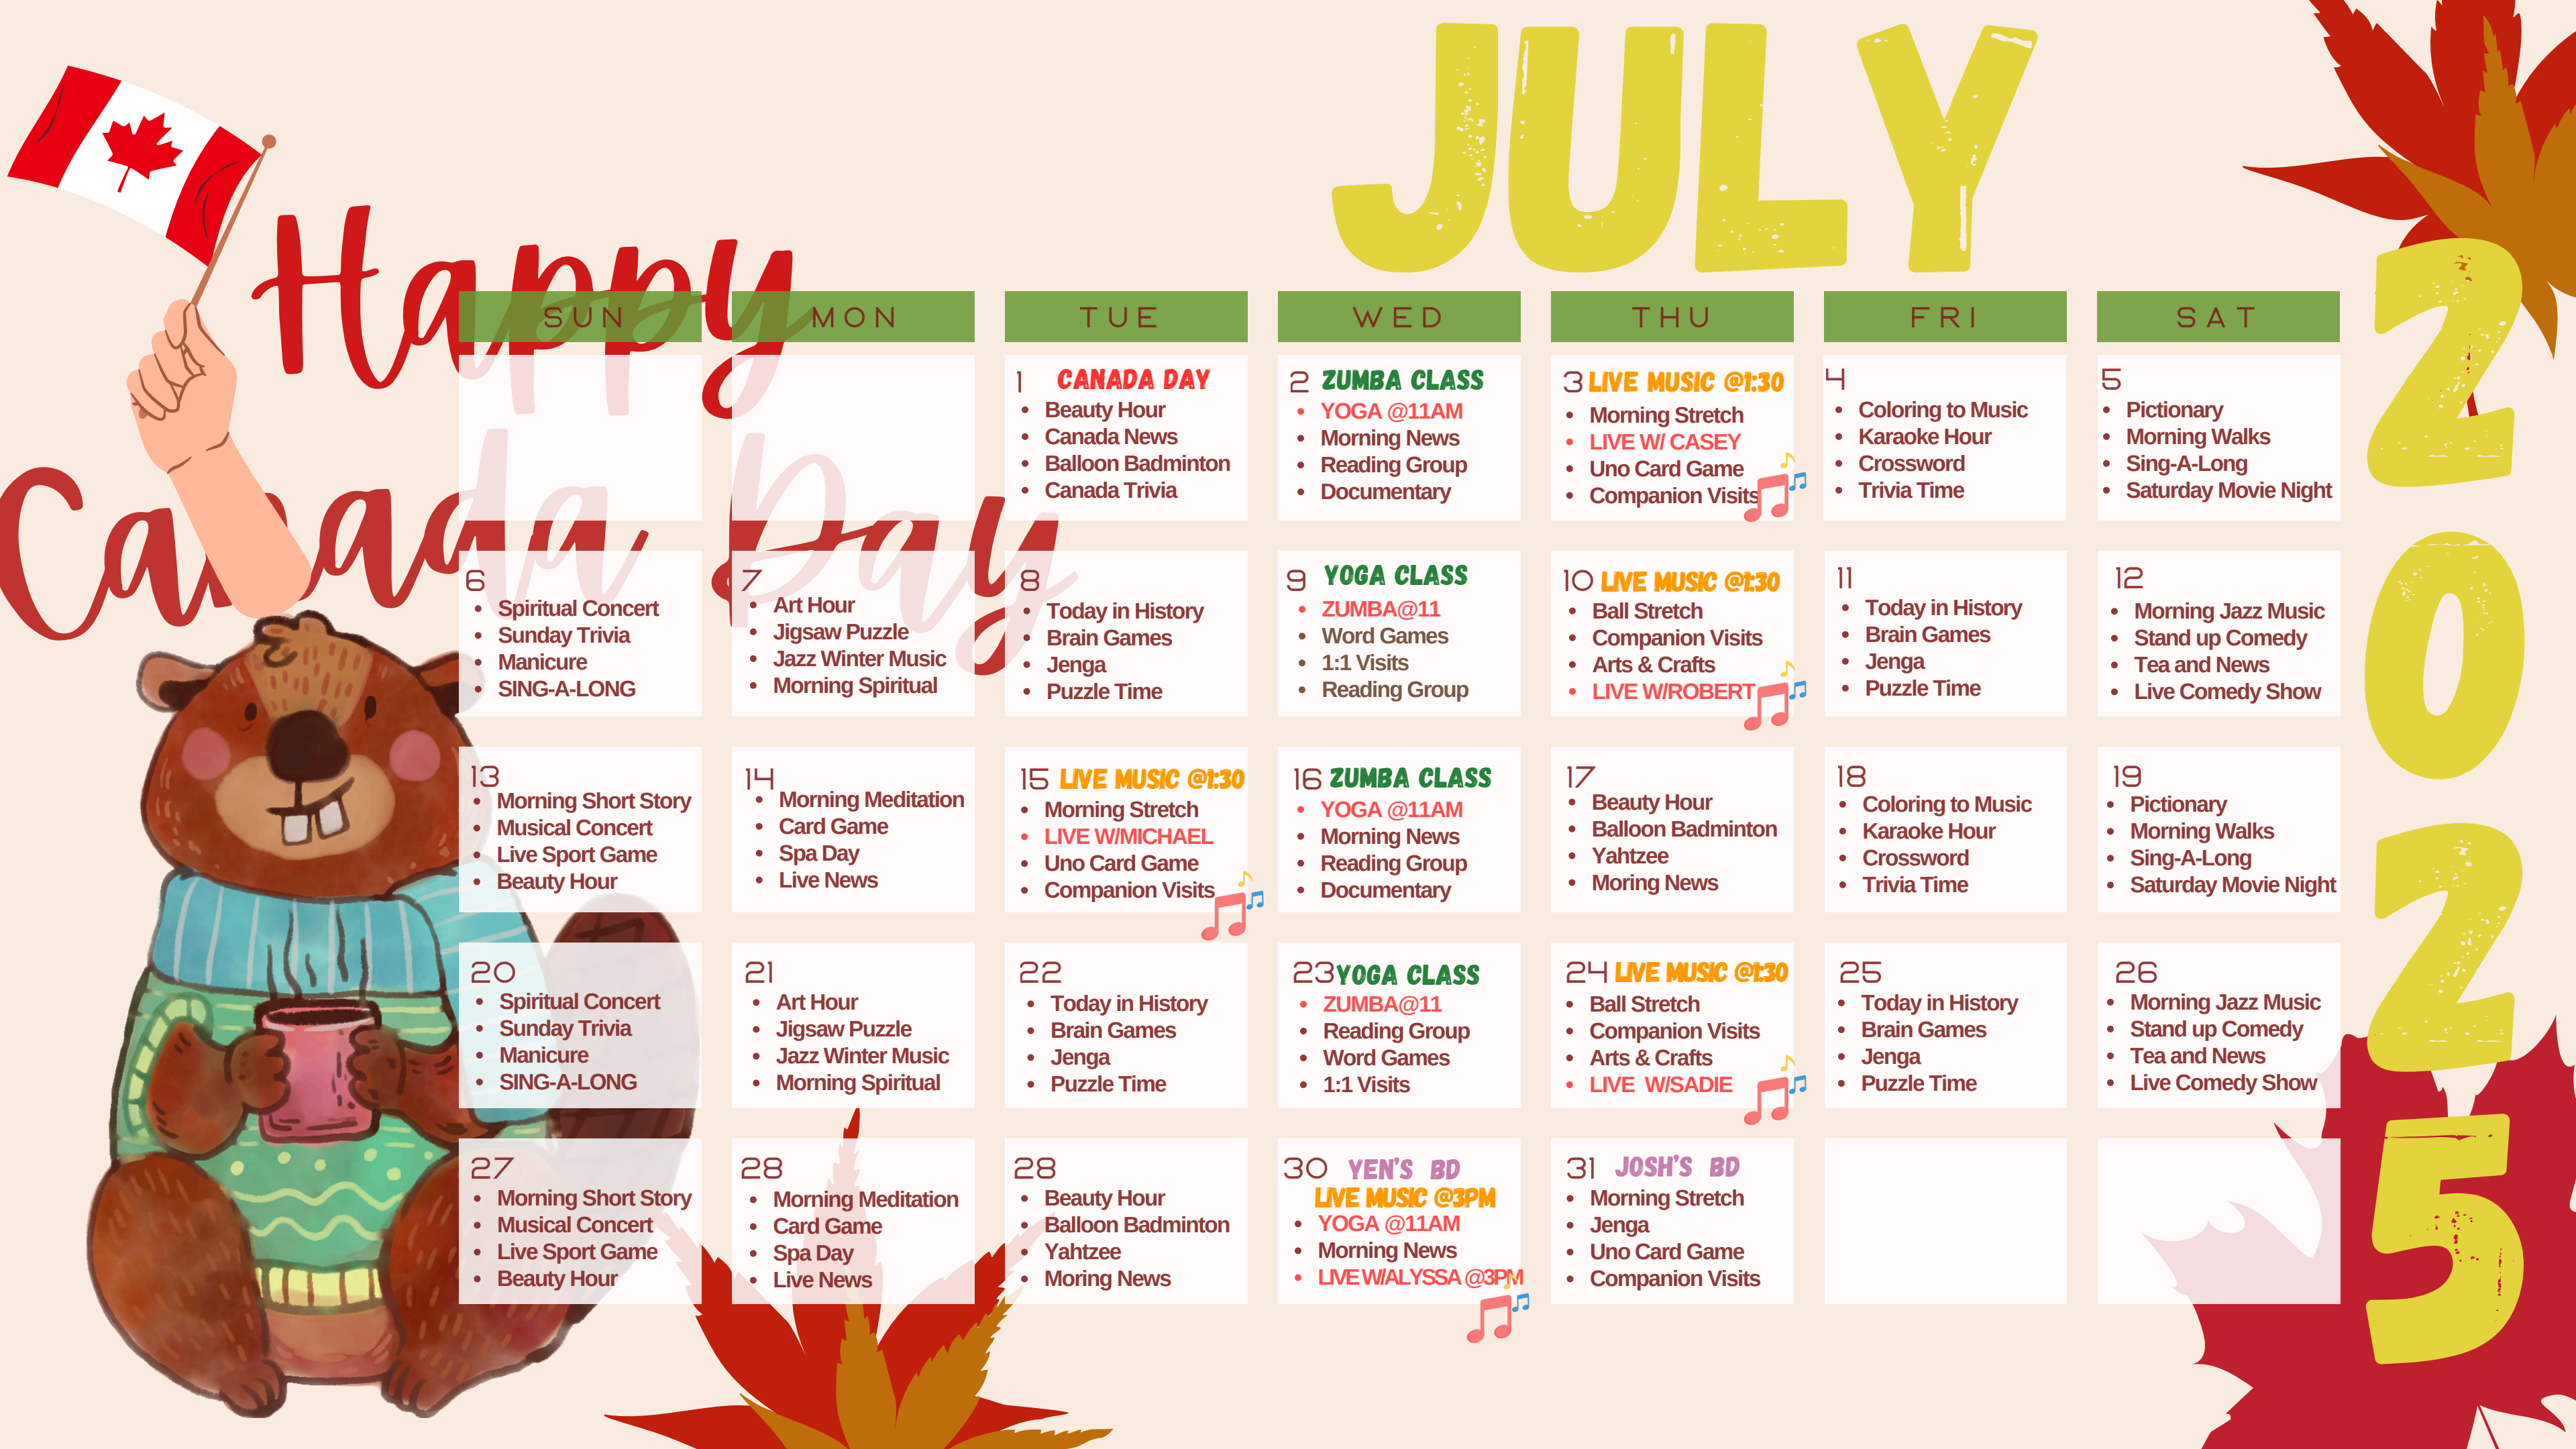 JULY
2025
Happy
Canada Day
SUN
MON
TUE
WED
THU
FRI
SAT
1 CANADA DAY
• Beauty Hour
• Canada News
• Balloon Badminton
• Canada Trivia
2 ZUMBA CLASS
• YOGA @11AM
• Morning News
• Reading Group
• Documentary
3 LIVE MUSIC @1:30
• Morning Stretch
• LIVE W/ CASEY
• Uno Card Game
• Companion Visits
4
• Coloring to Music
• Karaoke Hour
• Crossword
• Trivia Time
5
• Pictionary
• Morning Walks
• Sing-A-Long
• Saturday Movie Night
6
• Spiritual Concert
• Sunday Trivia
• Manicure
• SING-A-LONG
7
• Art Hour
• Jigsaw Puzzle
• Jazz Winter Music
• Morning Spiritual
8
• Today in History
• Brain Games
• Jenga
• Puzzle Time
9 YOGA CLASS
• ZUMBA@11
• Word Games
• 1:1 Visits
• Reading Group
10 LIVE MUSIC @1:30
• Ball Stretch
• Companion Visits
• Arts & Crafts
• LIVE W/ROBERT
11
• Today in History
• Brain Games
• Jenga
• Puzzle Time
12
• Morning Jazz Music
• Stand up Comedy
• Tea and News
• Live Comedy Show
13
• Morning Short Story
• Musical Concert
• Live Sport Game
• Beauty Hour
14
• Morning Meditation
• Card Game
• Spa Day
• Live News
15 LIVE MUSIC @1:30
• Morning Stretch
• LIVE W/MICHAEL
• Uno Card Game
• Companion Visits
16 ZUMBA CLASS
• YOGA @11AM
• Morning News
• Reading Group
• Documentary
17
• Beauty Hour
• Balloon Badminton
• Yahtzee
• Moring News
18
• Coloring to Music
• Karaoke Hour
• Crossword
• Trivia Time
19
• Pictionary
• Morning Walks
• Sing-A-Long
• Saturday Movie Night
20
• Spiritual Concert
• Sunday Trivia
• Manicure
• SING-A-LONG
21
• Art Hour
• Jigsaw Puzzle
• Jazz Winter Music
• Morning Spiritual
22
• Today in History
• Brain Games
• Jenga
• Puzzle Time
23 YOGA CLASS
• ZUMBA@11
• Reading Group
• Word Games
• 1:1 Visits
24 LIVE MUSIC @1:30
• Ball Stretch
• Companion Visits
• Arts & Crafts
• LIVE W/SADIE
25
• Today in History
• Brain Games
• Jenga
• Puzzle Time
26
• Morning Jazz Music
• Stand up Comedy
• Tea and News
• Live Comedy Show
27
• Morning Short Story
• Musical Concert
• Live Sport Game
• Beauty Hour
28
• Morning Meditation
• Card Game
• Spa Day
• Live News
28
• Beauty Hour
• Balloon Badminton
• Yahtzee
• Moring News
30 YEN'S BD
LIVE MUSIC @3PM
• YOGA @11AM
• Morning News
• LIVE W/ALYSSA @3PM
31 JOSH'S BD
• Morning Stretch
• Jenga
• Uno Card Game
• Companion Visits